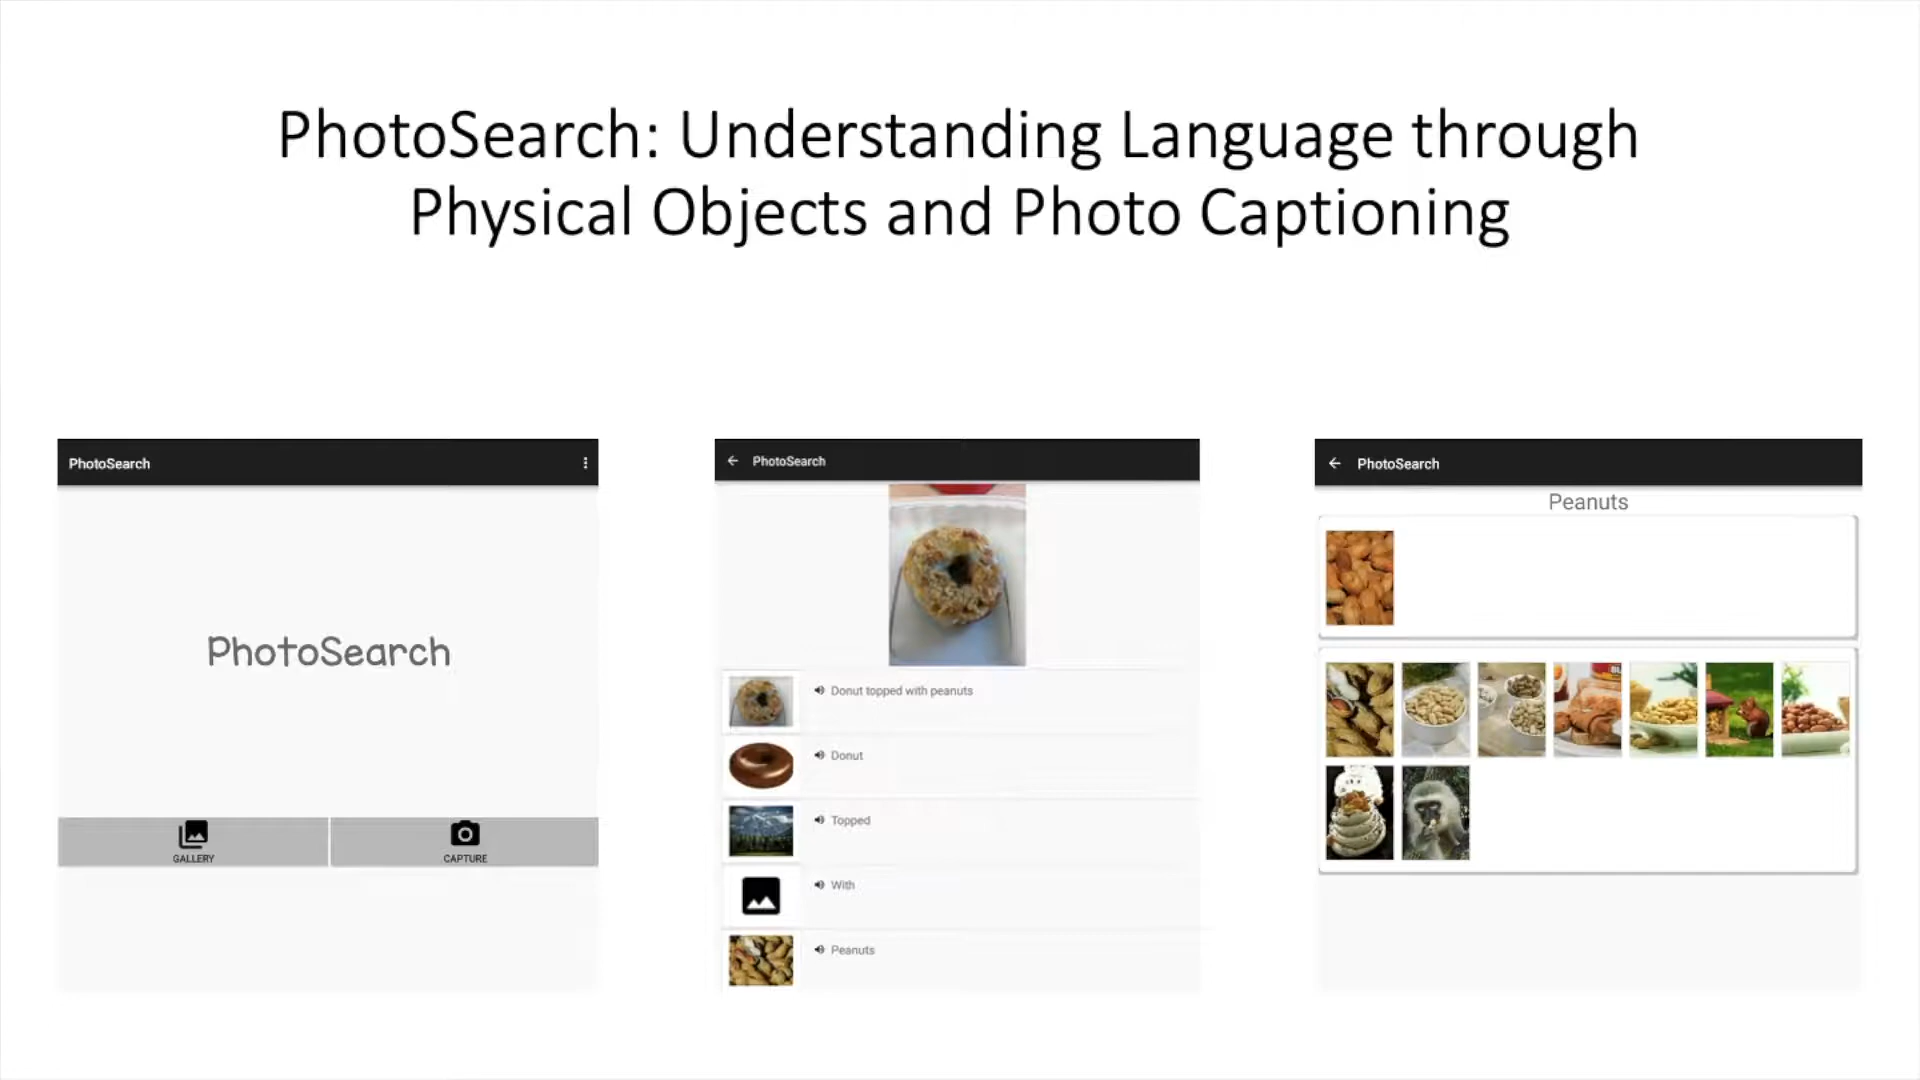 PhotoSearch: Understanding Language through
Physical Objects and Photo Captioning
PhotoSearch
PhotoSearch
GALLERY
CAPTURE
PhotoSearch
Donut topped with peanuts
Donut
Topped
With
Peanuts
PhotoSearch
Peanuts